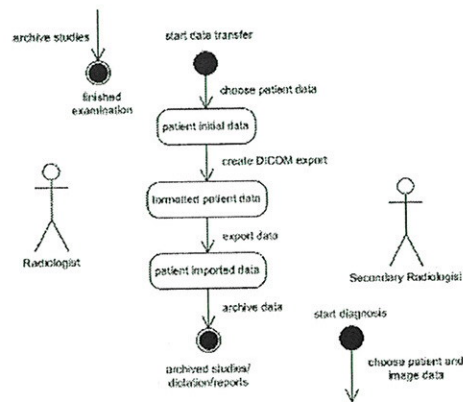 archive studies
finished
examination
start data transfer
choose patient data
patient initial data
create DICOM export
formatted patient data
export data
patient imported data
archive data
archived studies/
dictation/reports
Radiologist
Secondary Radiologist
start diagnosis
choose patient and
image data